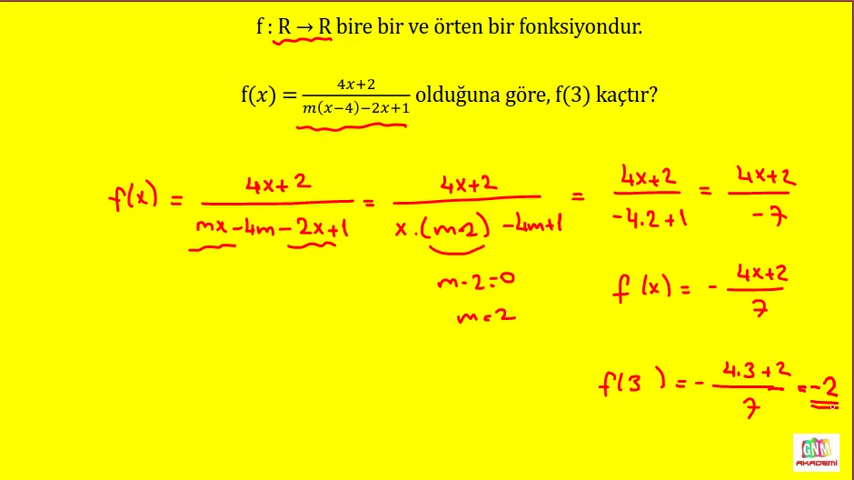 f : R → R bire bir ve örten bir fonksiyondur.
f(x) = 4x+2 / m(x−4)−2x+1 olduğuna göre, f(3) kaçtır?
f(x) = 4x+2 / mx-4m-2x+1 = 4x+2 / x.(m-2) -4m+1 = 4x+2 / -4.2+1 = 4x+2 / -7
m-2=0
m=2
f(x) = - 4x+2 / 7
f(3) = - 4.3+2 / 7 = -2
GNM
AKADEMİ